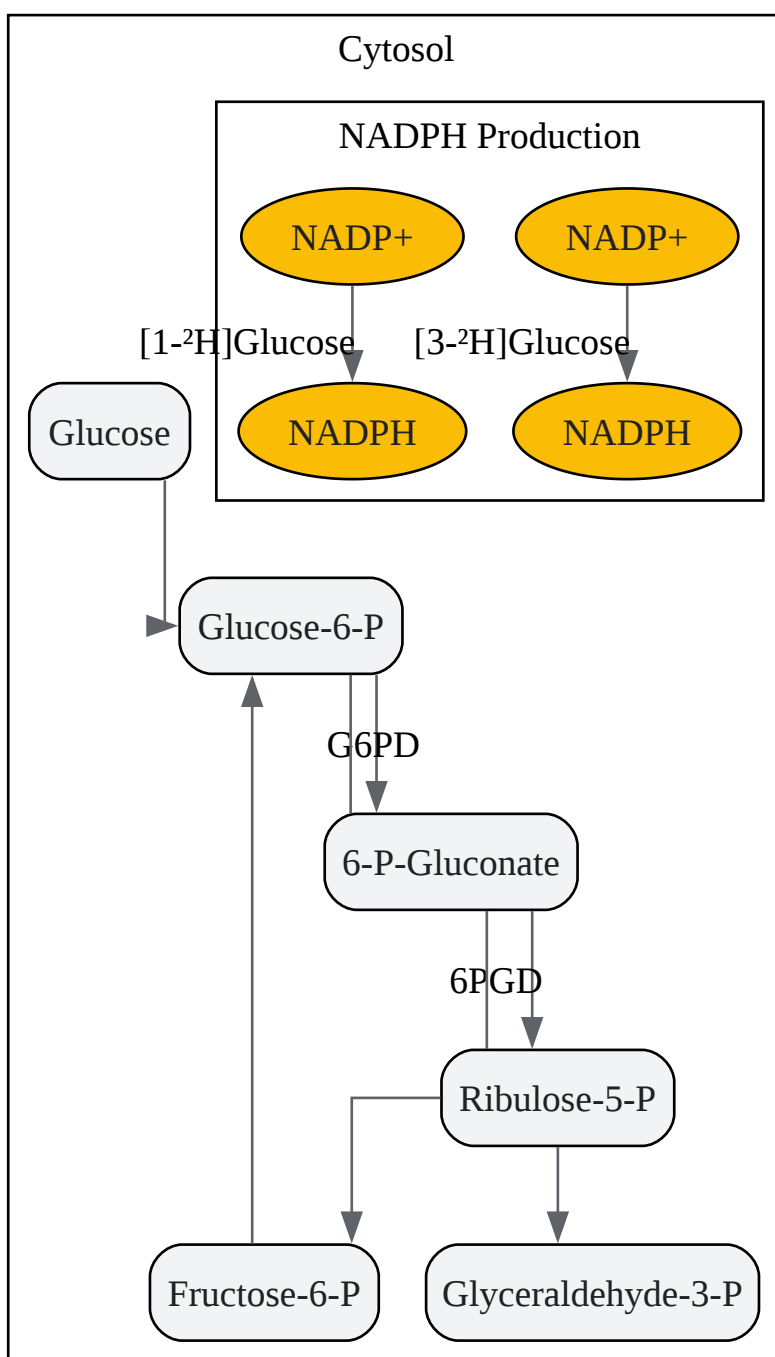 Cytosol
NADPH Production
NADP+ NADP+
[1-²H]Glucose [3-²H]Glucose
Glucose NADPH NADPH
Glucose-6-P
G6PD
6-P-Gluconate
6PGD
Ribulose-5-P
Fructose-6-P Glyceraldehyde-3-P